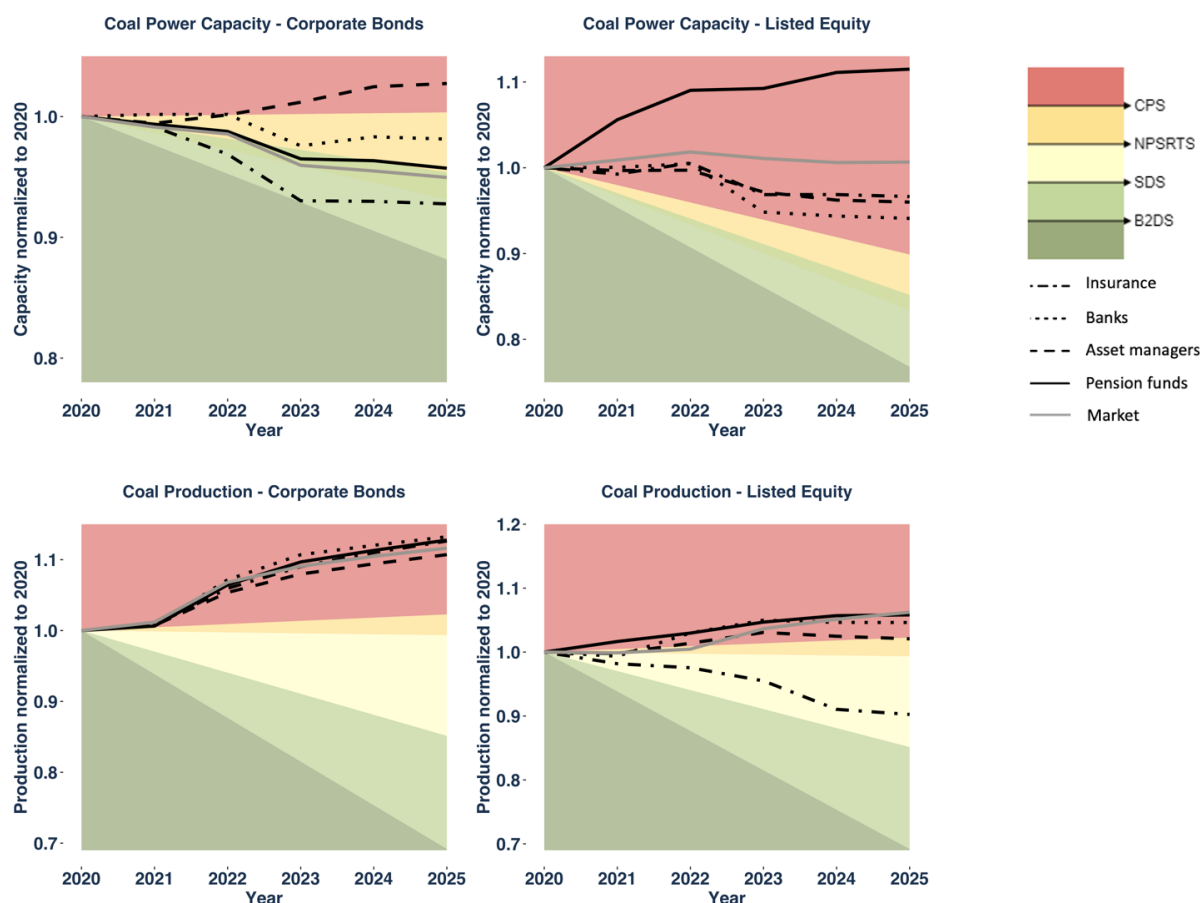 Coal Power Capacity - Corporate Bonds
Capacity normalized to 2020
1.0
0.9
0.8
2020 2021 2022 2023 2024 2025
Year
Coal Power Capacity - Listed Equity
Capacity normalized to 2020
1.1
1.0
0.9
0.8
2020 2021 2022 2023 2024 2025
Year
CPS
NPSRTS
SDS
B2DS
Insurance
Banks
Asset managers
Pension funds
Market
Coal Production - Corporate Bonds
Production normalized to 2020
1.1
1.0
0.9
0.8
0.7
2020 2021 2022 2023 2024 2025
Year
Coal Production - Listed Equity
Production normalized to 2020
1.2
1.1
1.0
0.9
0.8
0.7
2020 2021 2022 2023 2024 2025
Year